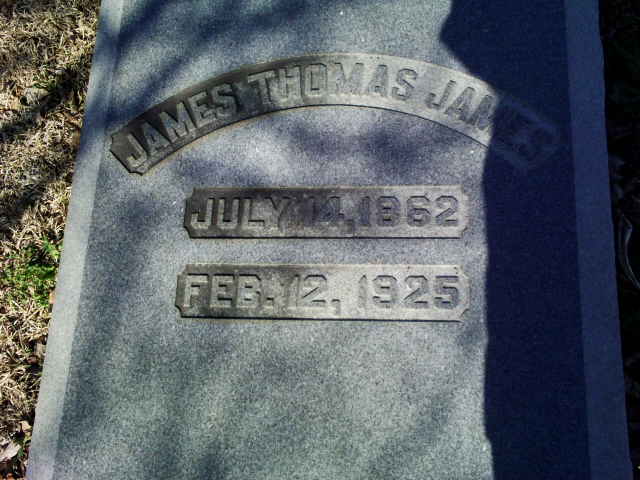 JAMES THOMAS JAMES
JULY 14, 1862
FEB. 12, 1925